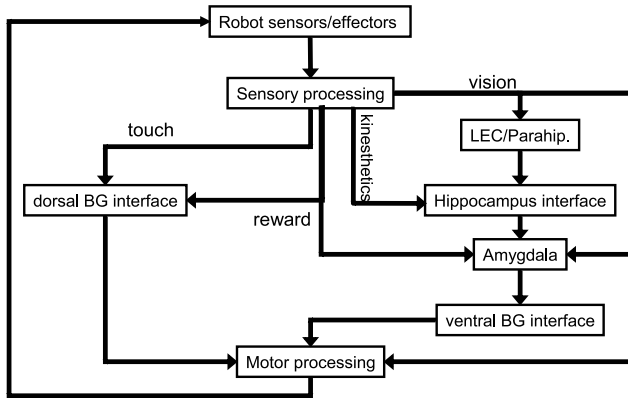 Robot sensors/effectors
Sensory processing
vision
touch
kinesthetics
LEC/Parahip.
dorsal BG interface
Hippocampus interface
reward
Amygdala
ventral BG interface
Motor processing